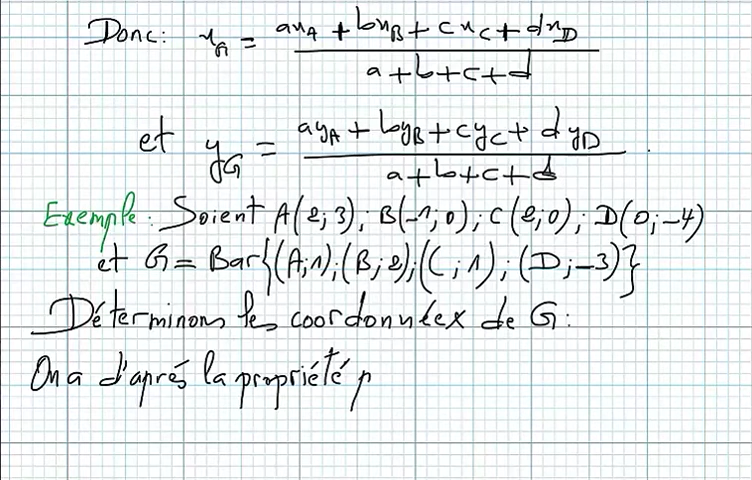 Donc: x_G = (ax_A + bx_B + cx_C + dx_D) / (a+b+c+d)
et y_G = (ay_A + by_B + cy_C + dy_D) / (a+b+c+d) .
Exemple: Soient A(2;3); B(-1;0); C(2;0); D(0;-4)
et G = Bar{(A;1);(B;2);(C;1);(D;-3)}
Déterminons les coordonnéex de G:
On a d'après la propriété p